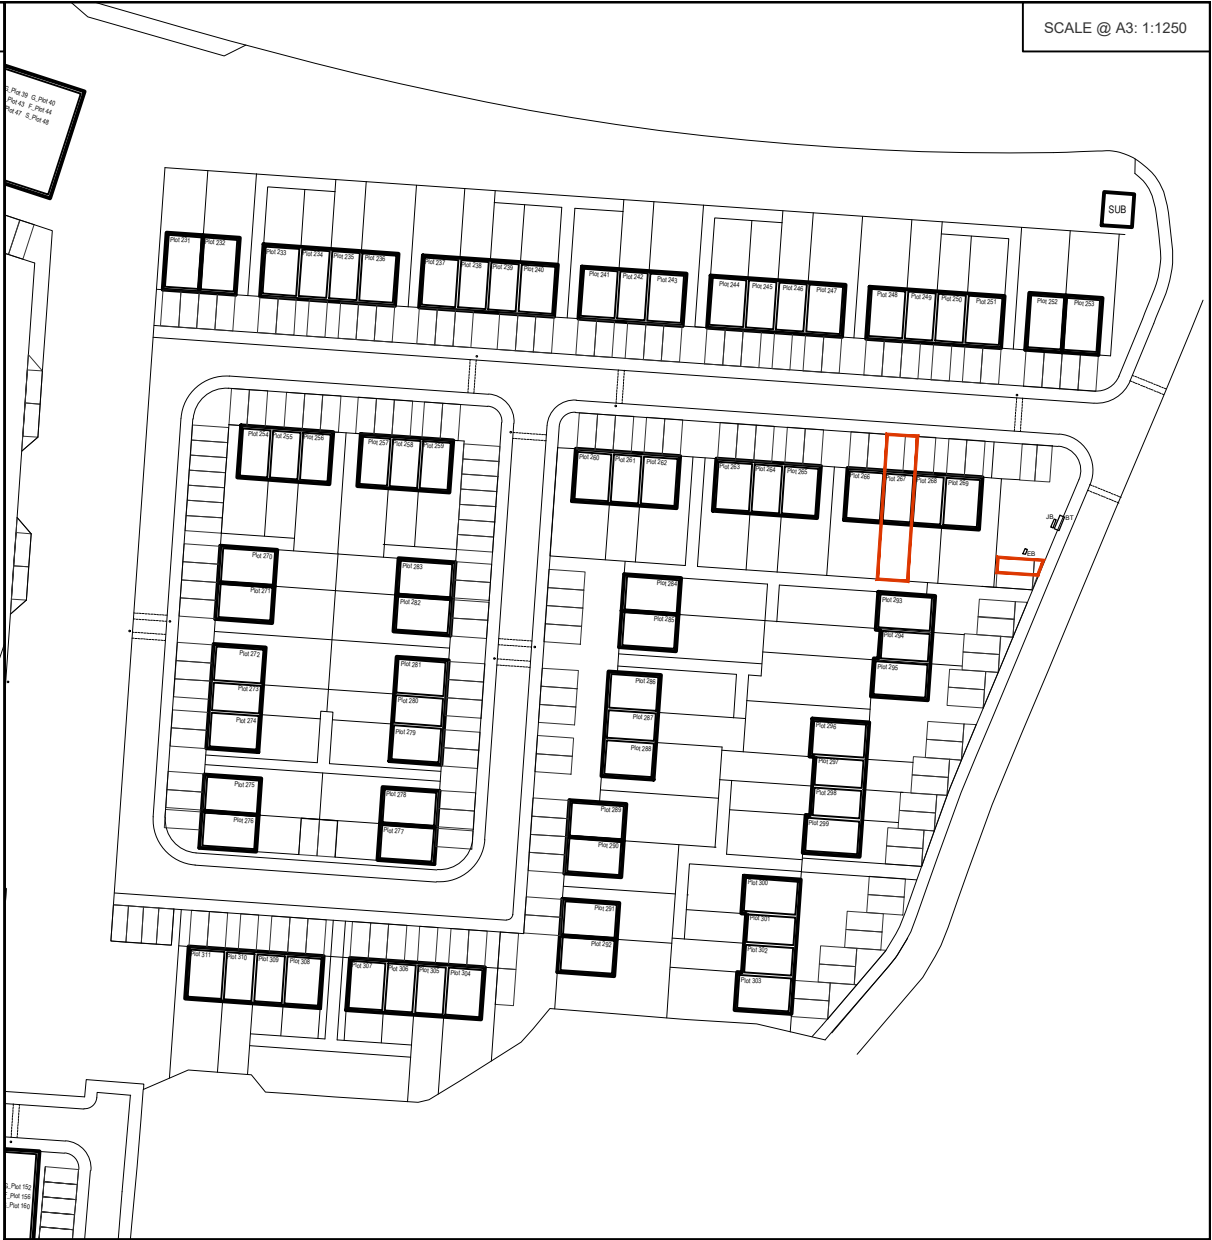 SCALE @ A3: 1:1250
G_Plot 39 G_Plot 40
Plot 43 F_Plot 44
Plot 47 S_Plot 48
SUB
Plot 231
Plot 232
Plot 233
Plot 234
Plot 235
Plot 236
Plot 237
Plot 238
Plot 239
Plot 240
Plot 241
Plot 242
Plot 243
Plot 244
Plot 245
Plot 246
Plot 247
Plot 248
Plot 249
Plot 250
Plot 251
Plot 252
Plot 253
Plot 254
Plot 255
Plot 256
Plot 257
Plot 258
Plot 259
Plot 260
Plot 261
Plot 262
Plot 263
Plot 264
Plot 265
Plot 266
Plot 267
Plot 268
Plot 269
JB
BT
EB
Plot 270
Plot 271
Plot 283
Plot 282
Plot 284
Plot 285
Plot 293
Plot 294
Plot 295
Plot 272
Plot 273
Plot 274
Plot 281
Plot 280
Plot 279
Plot 286
Plot 287
Plot 288
Plot 296
Plot 297
Plot 298
Plot 299
Plot 275
Plot 276
Plot 278
Plot 277
Plot 289
Plot 290
Plot 291
Plot 292
Plot 300
Plot 301
Plot 302
Plot 303
Plot 311
Plot 310
Plot 309
Plot 308
Plot 307
Plot 306
Plot 305
Plot 304
G_Plot 152
F_Plot 156
Plot 160